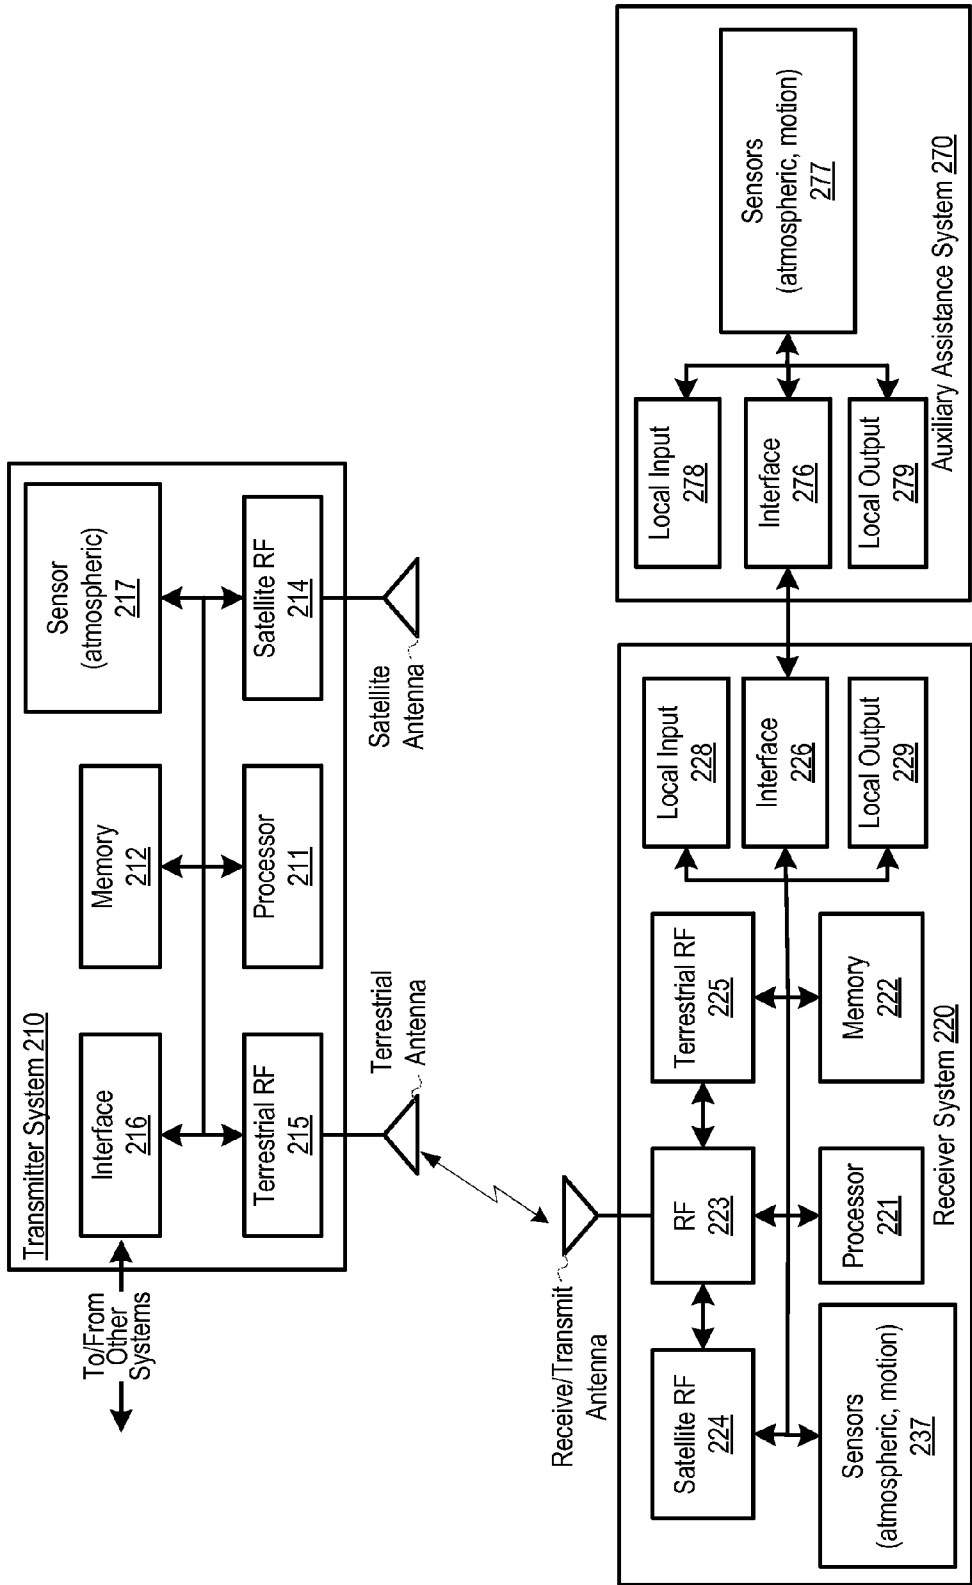 Transmitter System 210
To/From
Other
Systems
Interface
216
Memory
212
Sensor
(atmospheric)
217
Terrestrial RF
215
Processor
211
Satellite RF
214
Terrestrial
Antenna
Satellite
Antenna
Receive/Transmit
Antenna
Satellite RF
224
RF
223
Terrestrial RF
225
Local Input
228
Interface
226
Local Output
229
Sensors
(atmospheric, motion)
237
Processor
221
Memory
222
Receiver System 220
Local Input
278
Interface
276
Local Output
279
Sensors
(atmospheric, motion)
277
Auxiliary Assistance System 270